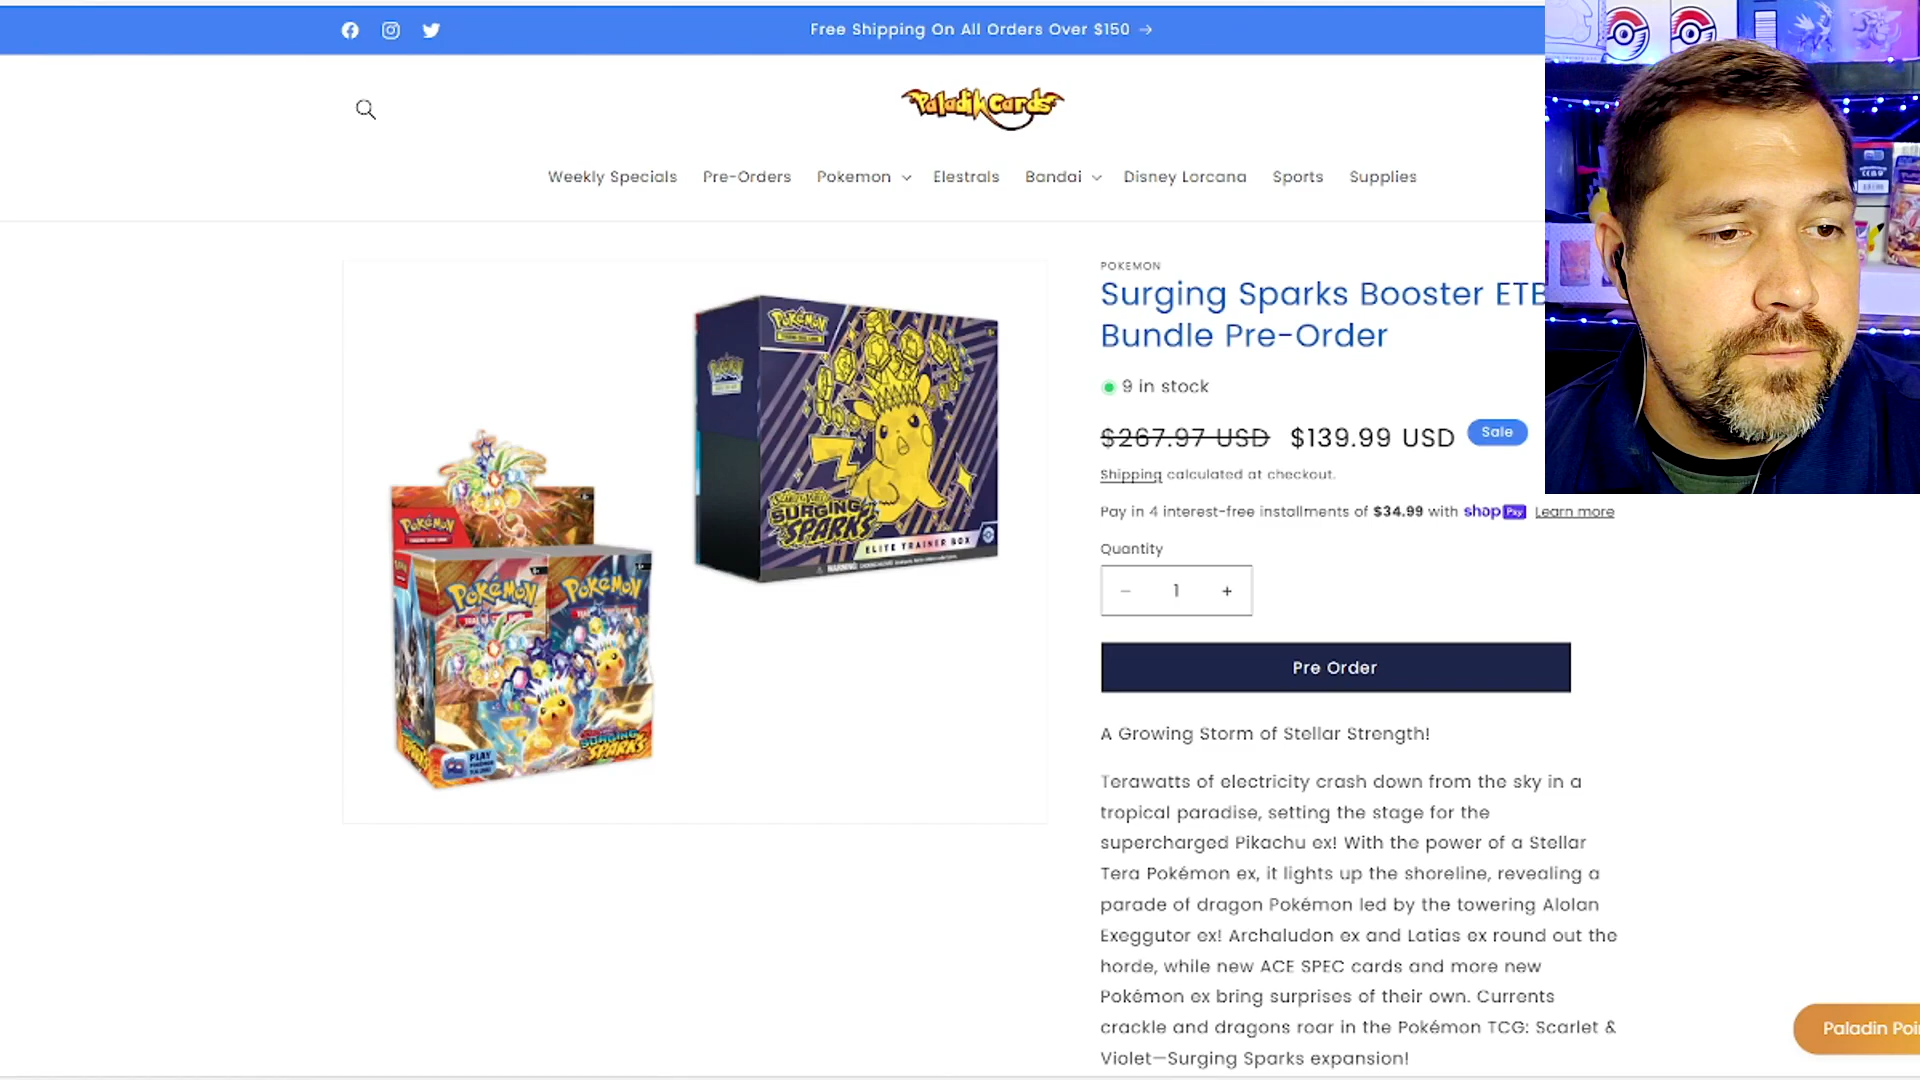 Free Shipping On All Orders Over $150 →
Paladin Cards
Weekly Specials Pre-Orders Pokemon Elestrals Bandai Disney Lorcana Sports Supplies
POKEMON
Surging Sparks Booster ETB
Bundle Pre-Order
9 in stock
$267.97 USD $139.99 USD Sale
Shipping calculated at checkout.
Pay in 4 interest-free installments of $34.99 with shop Pay Learn more
Quantity
− 1 +
Pre Order
A Growing Storm of Stellar Strength!
Terawatts of electricity crash down from the sky in a
tropical paradise, setting the stage for the
supercharged Pikachu ex! With the power of a Stellar
Tera Pokémon ex, it lights up the shoreline, revealing a
parade of dragon Pokémon led by the towering Alolan
Exeggutor ex! Archaludon ex and Latias ex round out the
horde, while new ACE SPEC cards and more new
Pokémon ex bring surprises of their own. Currents
crackle and dragons roar in the Pokémon TCG: Scarlet &
Violet—Surging Sparks expansion!
Pokémon
SURGING
SPARKS
ELITE TRAINER BOX
Pokémon
Pokémon
Pokémon
SURGING
SPARKS
PLAY
Paladin Poi